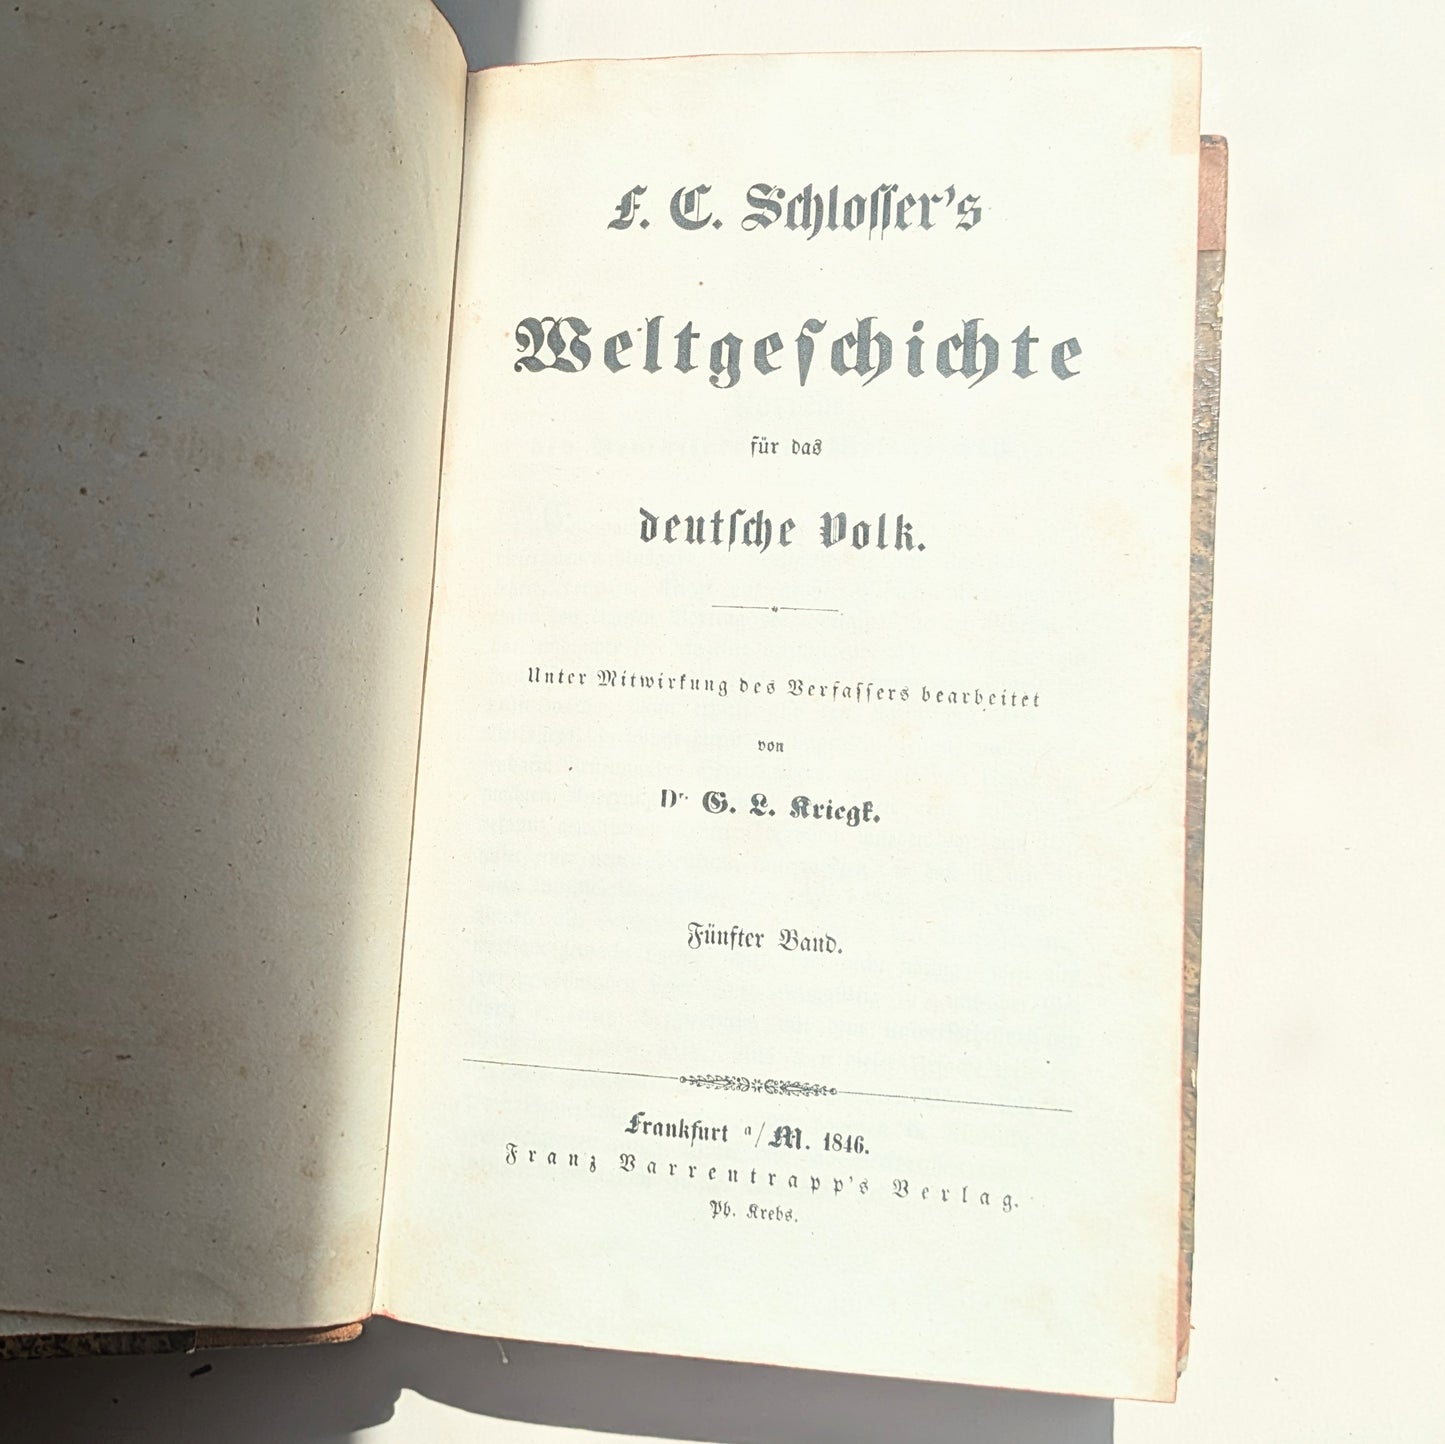 F. C. Schlosser's
Weltgeschichte
für das
deutsche Volk.
Unter Mitwirkung des Verfassers bearbeitet
von
Dr. G. L. Kriegk.
Fünfter Band.
Frankfurt a/M. 1846.
Franz Varrentrapp's Verlag.
Ph. Krebs.